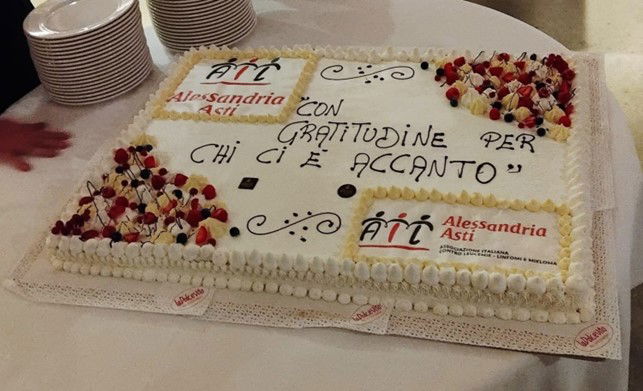 AIL
Alessandria
Asti
"CON
GRATITUDINE PER
CHI CI È ACCANTO"
AIL
Alessandria
Asti
ASSOCIAZIONE ITALIANA
CONTRO LEUCEMIE - LINFOMI E MIELOMA